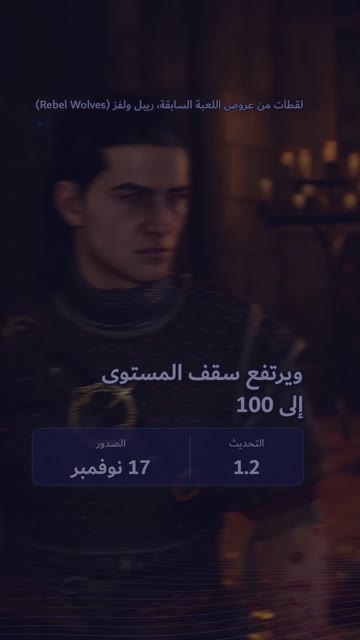 لقطات من عروض اللعبة السابقة، ريبل ولفز (Rebel Wolves)
ويرتفع سقف المستوى
إلى 100
التحديث
الصدور
1.2
17 نوفمبر